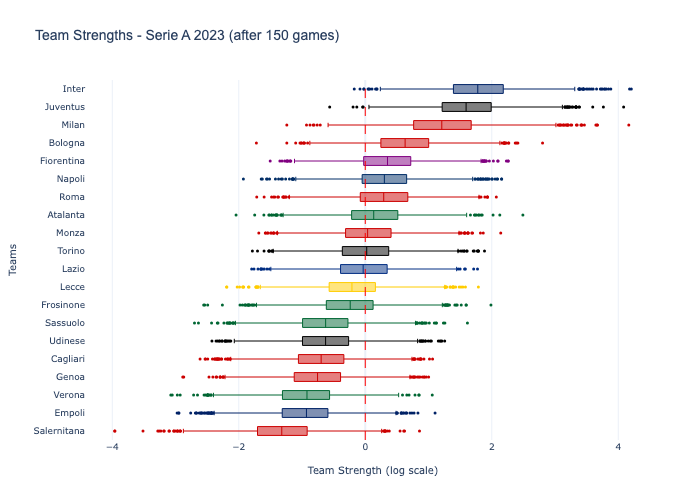 Team Strengths - Serie A 2023 (after 150 games)
Inter
Juventus
Milan
Bologna
Fiorentina
Napoli
Roma
Atalanta
Monza
Torino
Lazio
Lecce
Frosinone
Sassuolo
Udinese
Cagliari
Genoa
Verona
Empoli
Salernitana
Teams
−4 −2 0 2 4
Team Strength (log scale)